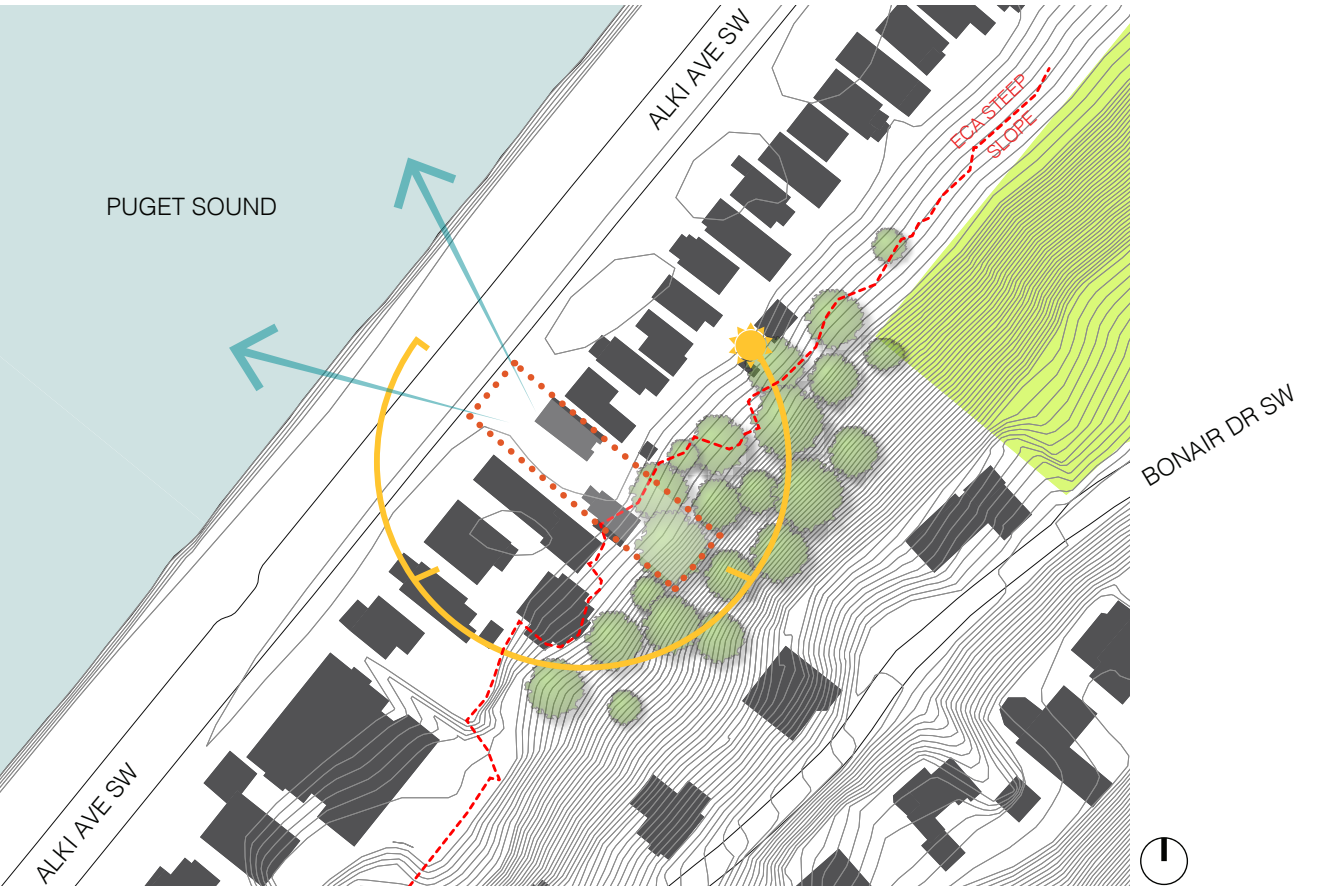 ALKI AVE SW
ECA STEEP
SLOPE
PUGET SOUND
BONAIR DR SW
ALKI AVE SW